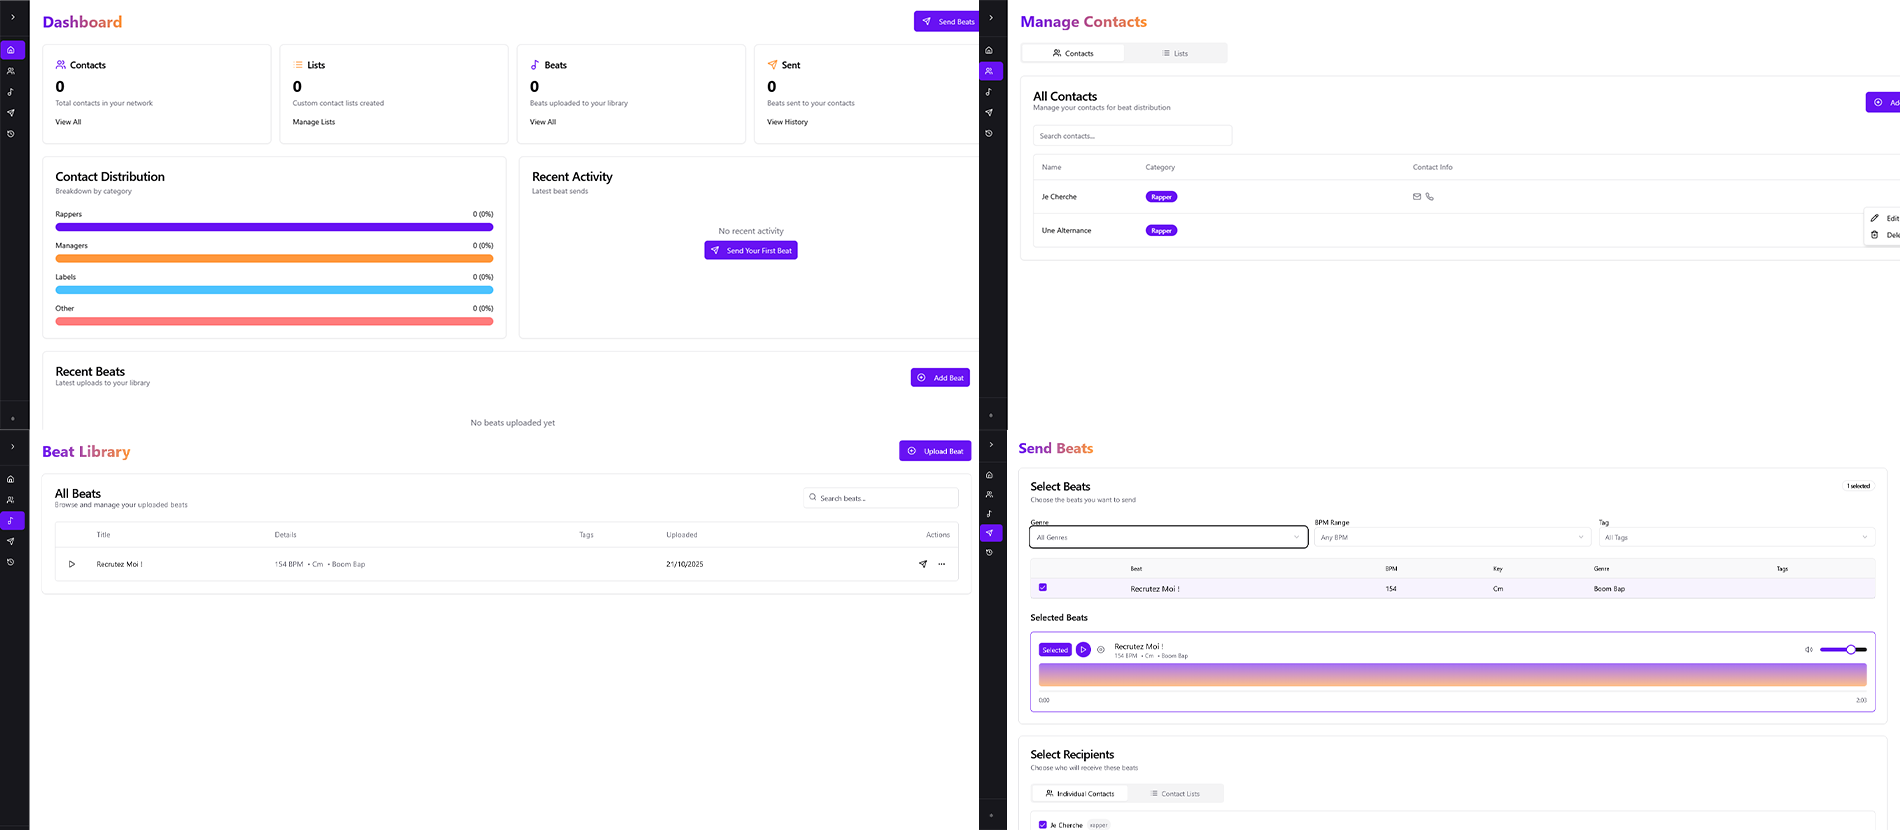 Dashboard
Send Beats
Contacts
0
Total contacts in your network
View All
Lists
0
Custom contact lists created
Manage Lists
Beats
0
Beats uploaded to your library
View All
Sent
0
Beats sent to your contacts
View History
Contact Distribution
Breakdown by category
Rappers 0 (0%)
Managers 0 (0%)
Labels 0 (0%)
Other 0 (0%)
Recent Activity
Latest beat sends
No recent activity
Send Your First Beat
Recent Beats
Latest uploads to your library
Add Beat
No beats uploaded yet
Manage Contacts
Contacts Lists
All Contacts
Manage your contacts for beat distribution
Ad
Search contacts...
Name Category Contact Info
Je Cherche Rapper
Edit
Une Alternance Rapper
Dele
Beat Library
Upload Beat
All Beats
Browse and manage your uploaded beats
Search beats...
Title Details Tags Uploaded Actions
Recrutez Moi ! 154 BPM • Cm • Boom Bap 21/10/2025
Send Beats
Select Beats
Choose the beats you want to send
1 selected
Genre BPM Range Tag
All Genres Any BPM All Tags
Beat BPM Key Genre Tags
Recrutez Moi ! 154 Cm Boom Bap
Selected Beats
Selected
Recrutez Moi !
154 BPM • Cm • Boom Bap
0:00 2:03
Select Recipients
Choose who will receive these beats
Individual Contacts Contact Lists
Je Cherche rapper